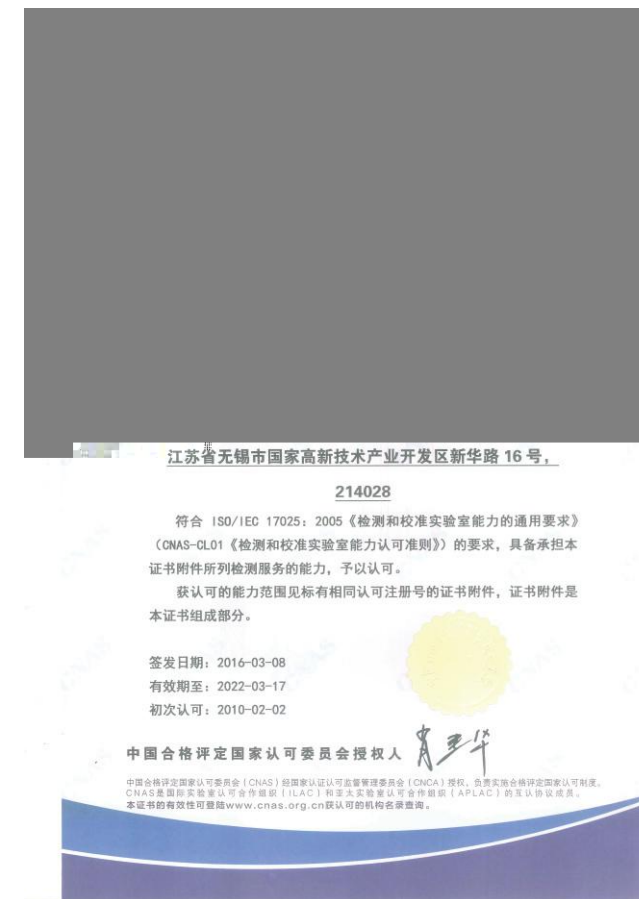 江苏省无锡市国家高新技术产业开发区新华路 16 号，
214028
符合 ISO/IEC 17025: 2005《检测和校准实验室能力的通用要求》
（CNAS-CL01《检测和校准实验室能力认可准则》）的要求，具备承担本
证书附件所列检测服务的能力，予以认可。
获认可的能力范围见标有相同认可注册号的证书附件，证书附件是
本证书组成部分。
签发日期：2016-03-08
有效期至：2022-03-17
初次认可：2010-02-02
中国合格评定国家认可委员会授权人
中国合格评定国家认可委员会（CNAS）经国家认证认可监督管理委员会（CNCA）授权，负责实施合格评定国家认可制度。
CNAS是国际实验室认可合作组织（ILAC）和亚太实验室认可合作组织（APLAC）的互认协议成员。
本证书的有效性可登陆www.cnas.org.cn获认可的机构名录查询。